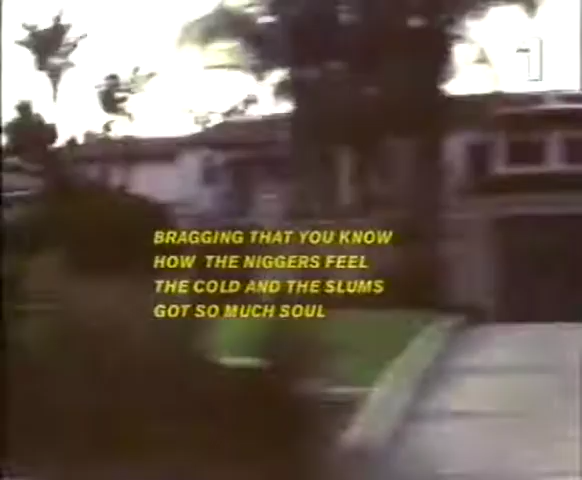 1
BRAGGING THAT YOU KNOW
HOW THE NIGGERS FEEL
THE COLD AND THE SLUMS
GOT SO MUCH SOUL